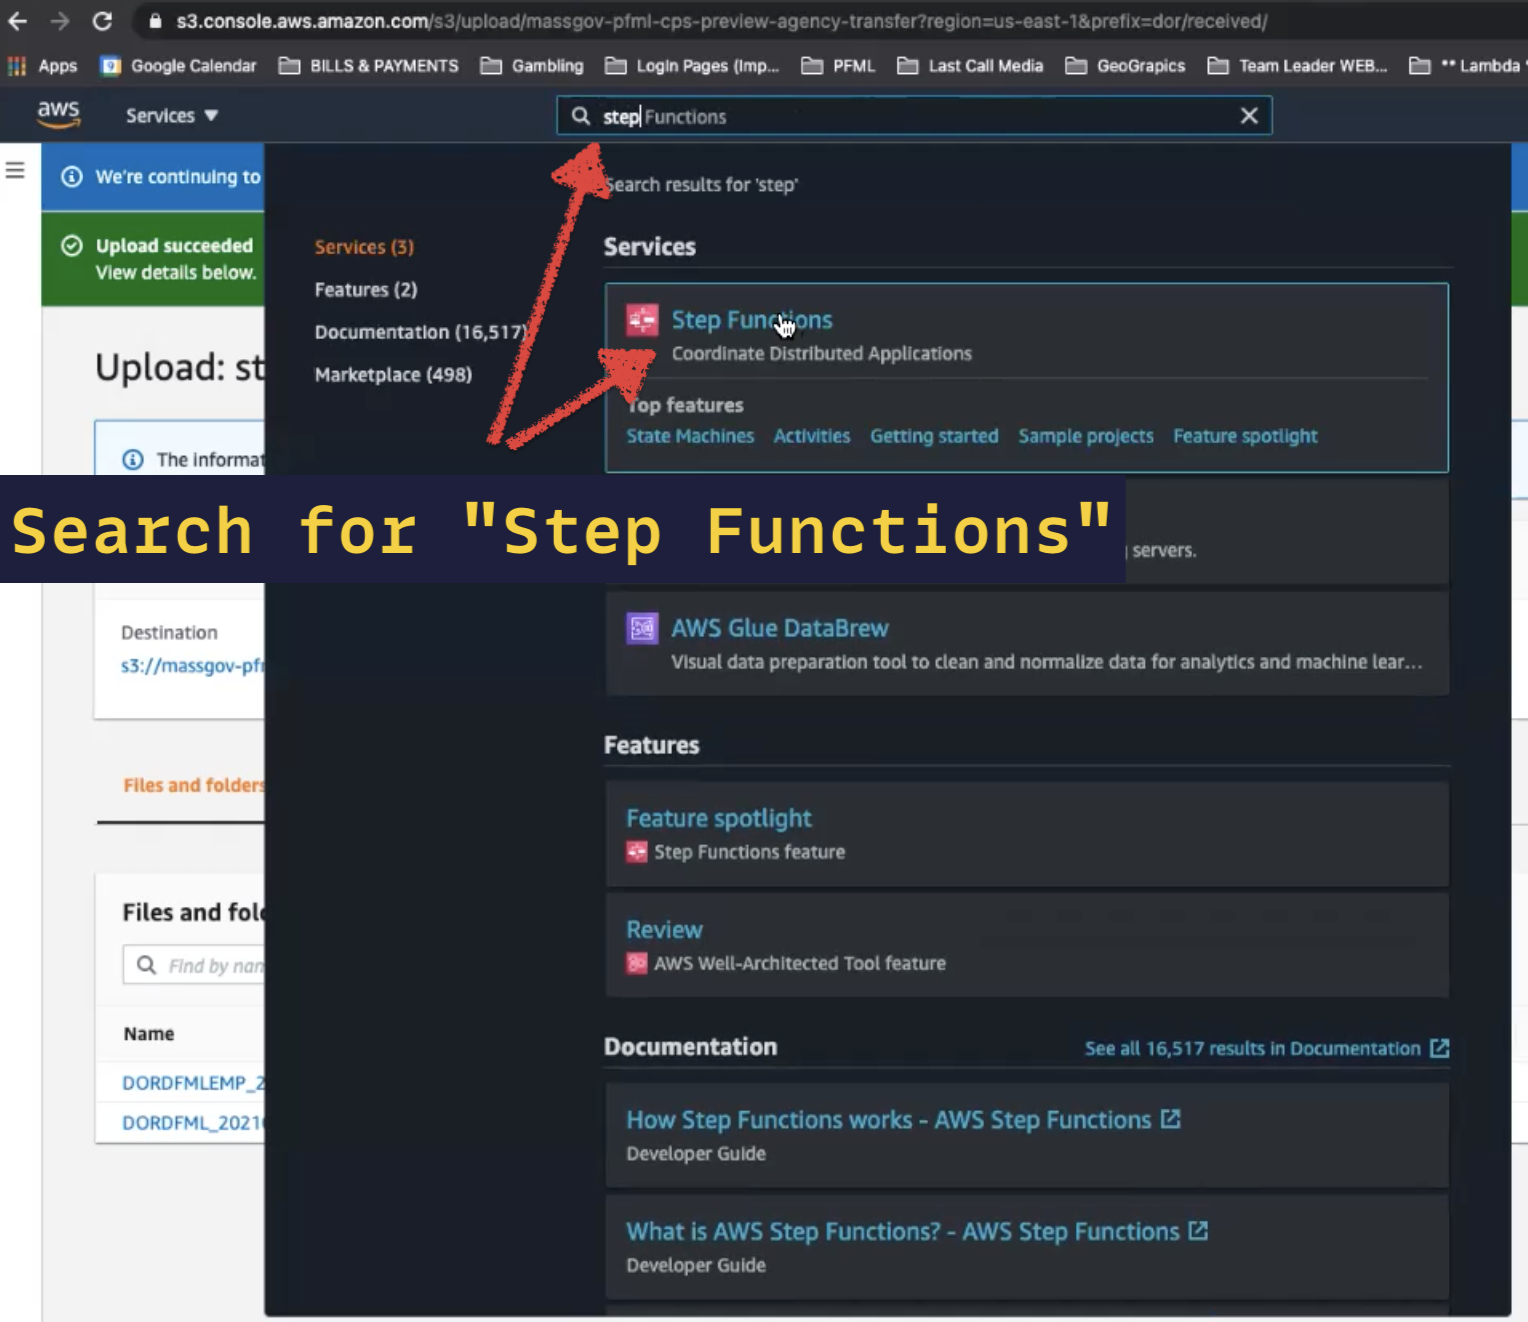 s3.console.aws.amazon.com/s3/upload/massgov-pfml-cps-preview-agency-transfer?region=us-east-1&prefix=dor/received/
Apps Google Calendar BILLS & PAYMENTS Gambling Login Pages (Imp... PFML Last Call Media GeoGrapics Team Leader WEB... ** Lambda
aws Services step Functions
We're continuing to
Upload succeeded
View details below.
Upload: st
The informat
Search results for 'step'
Services (3)
Features (2)
Documentation (16,517)
Marketplace (498)
Services
Step Functions
Coordinate Distributed Applications
Top features
State Machines Activities Getting started Sample projects Feature spotlight
Search for "Step Functions"
servers.
Destination
s3://massgov-pfm
AWS Glue DataBrew
Visual data preparation tool to clean and normalize data for analytics and machine lear...
Features
Files and folders
Feature spotlight
Step Functions feature
Files and fol
Find by nam
Review
AWS Well-Architected Tool feature
Name
DORDFMLEMP_2
DORDFML_2021
Documentation
See all 16,517 results in Documentation
How Step Functions works - AWS Step Functions
Developer Guide
What is AWS Step Functions? - AWS Step Functions
Developer Guide